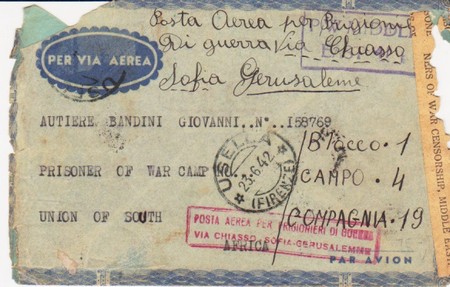 Posta Aerea per Prigionieri
PER VIA AEREA
Di guerra Via Chiasso
Sofia Gerusaleme
AUTIERE BANDINI GIOVANNI..N. 158769
PRISONER OF WAR CAMP
UNION OF SOUTH
AFRICA
Blocco . 1
CAMPO . 4
COMPAGNIA . 19
23.6.42
(FIRENZE)
POSTA AEREA PER PRIGIONIERI DI GUERRA
VIA CHIASSO, SOFIA-GERUSALEMME
PAR AVION
OF WAR CENSORSHIP, MIDDLE EAST